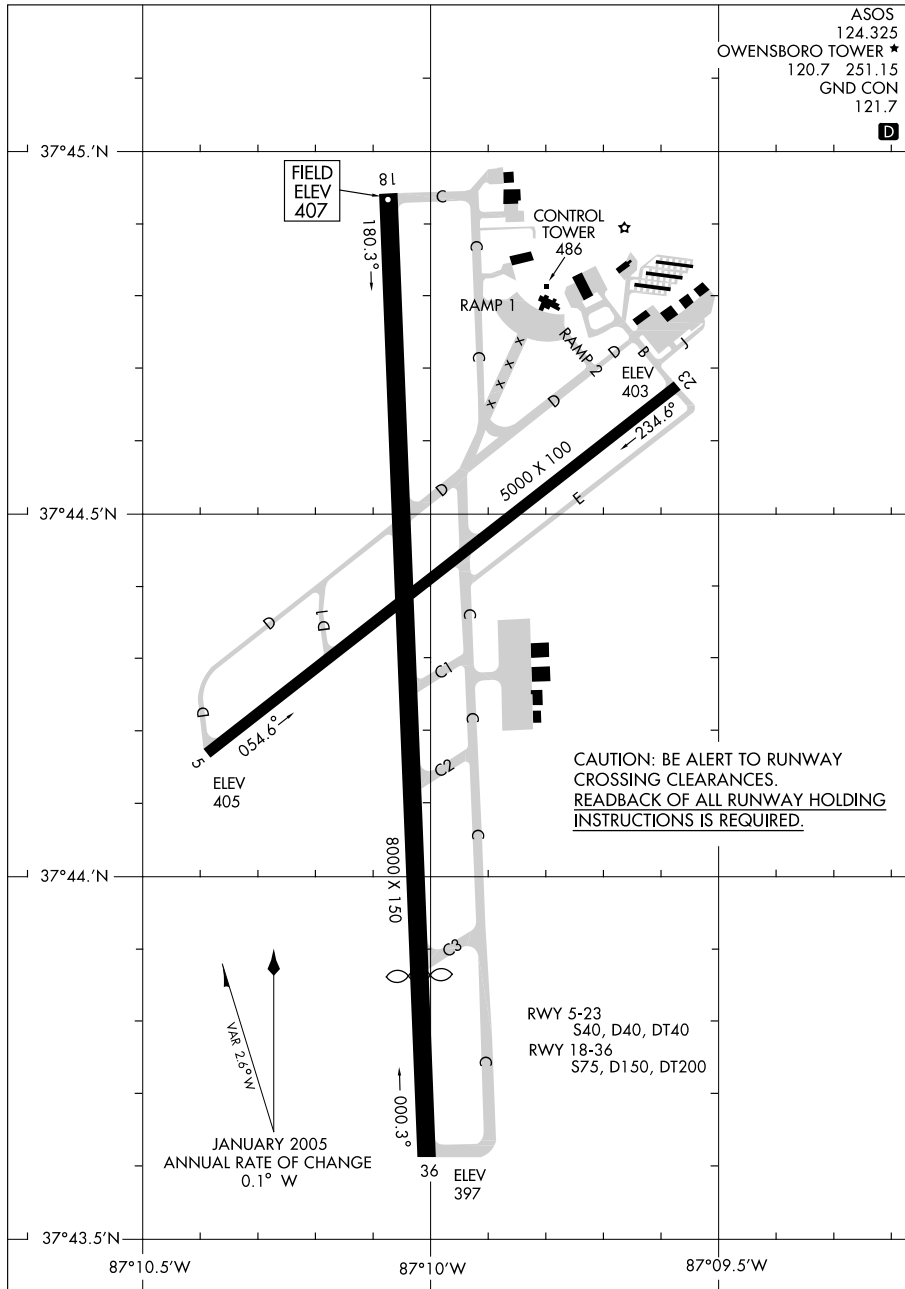 ASOS
124.325
OWENSBORO TOWER ★
120.7 251.15
GND CON
121.7
D
37°45.'N
FIELD
ELEV
407
18
C
180.3°
CONTROL
TOWER
486
C
RAMP 1
RAMP 2
C
D
B
J
ELEV
403
23
x
x
x
x
D
234.6°
5000 X 100
D
E
37°44.5'N
D
D1
C
C1
D
C
054.6°
5
ELEV
405
C2
CAUTION: BE ALERT TO RUNWAY
CROSSING CLEARANCES.
READBACK OF ALL RUNWAY HOLDING
INSTRUCTIONS IS REQUIRED.
C
8000 X 150
37°44.'N
C3
VAR 2.6° W
RWY 5-23
S40, D40, DT40
RWY 18-36
S75, D150, DT200
C
000.3°
JANUARY 2005
ANNUAL RATE OF CHANGE
0.1° W
36
ELEV
397
37°43.5'N
87°10.5'W
87°10'W
87°09.5'W